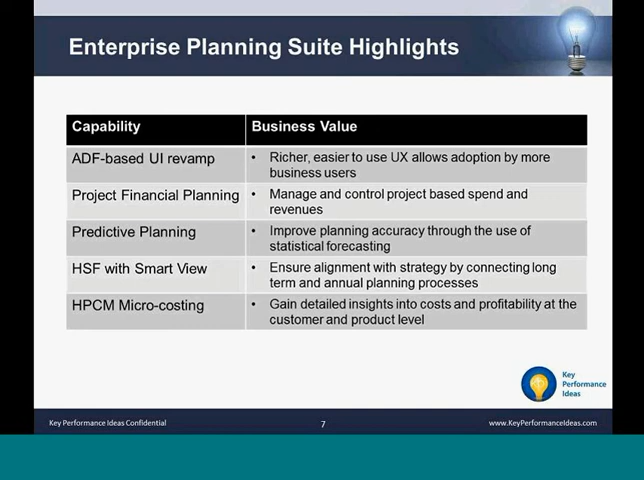 Enterprise Planning Suite Highlights
Capability
Business Value
ADF-based UI revamp
• Richer, easier to use UX allows adoption by more
business users
Project Financial Planning
• Manage and control project based spend and
revenues
Predictive Planning
• Improve planning accuracy through the use of
statistical forecasting
HSF with Smart View
• Ensure alignment with strategy by connecting long
term and annual planning processes
HPCM Micro-costing
• Gain detailed insights into costs and profitability at the
customer and product level
Key
Performance
Ideas
Key Performance Ideas Confidential
7
www.KeyPerformanceIdeas.com